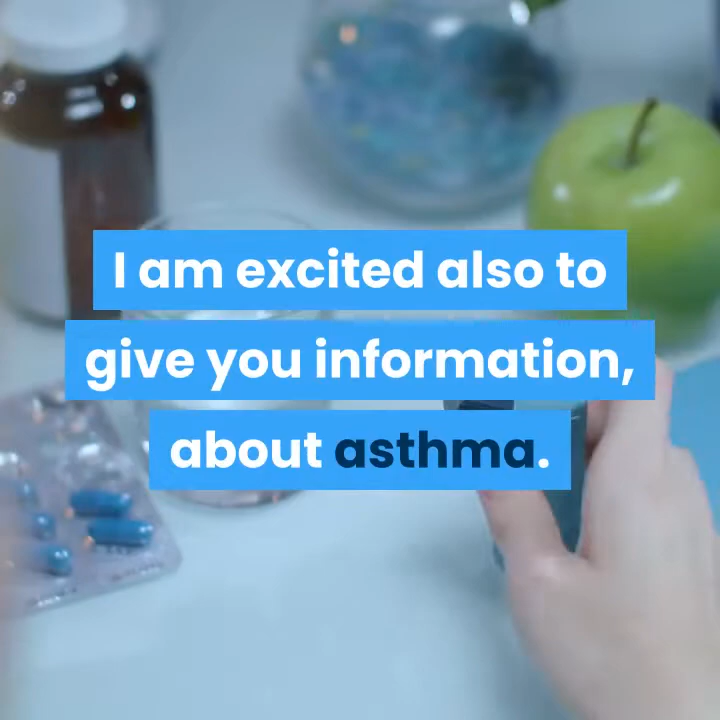 I am excited also to
give you information,
about asthma.